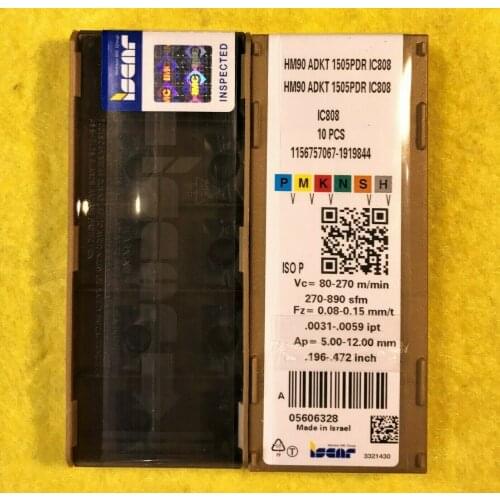 iscar
INSPECTED
HM90 ADKT 1505PDR IC808
HM90 ADKT 1505PDR IC808
IC808
10 PCS
1156757067-1919844
P M K N S H
V V V V V
ISO P
Vc= 80-270 m/min
270-890 sfm
Fz= 0.08-0.15 mm/t
.0031-.0059 ipt
Ap= 5.00-12.00 mm
.196-.472 inch
A
05606328
Made in Israel
T
iscar
3321430